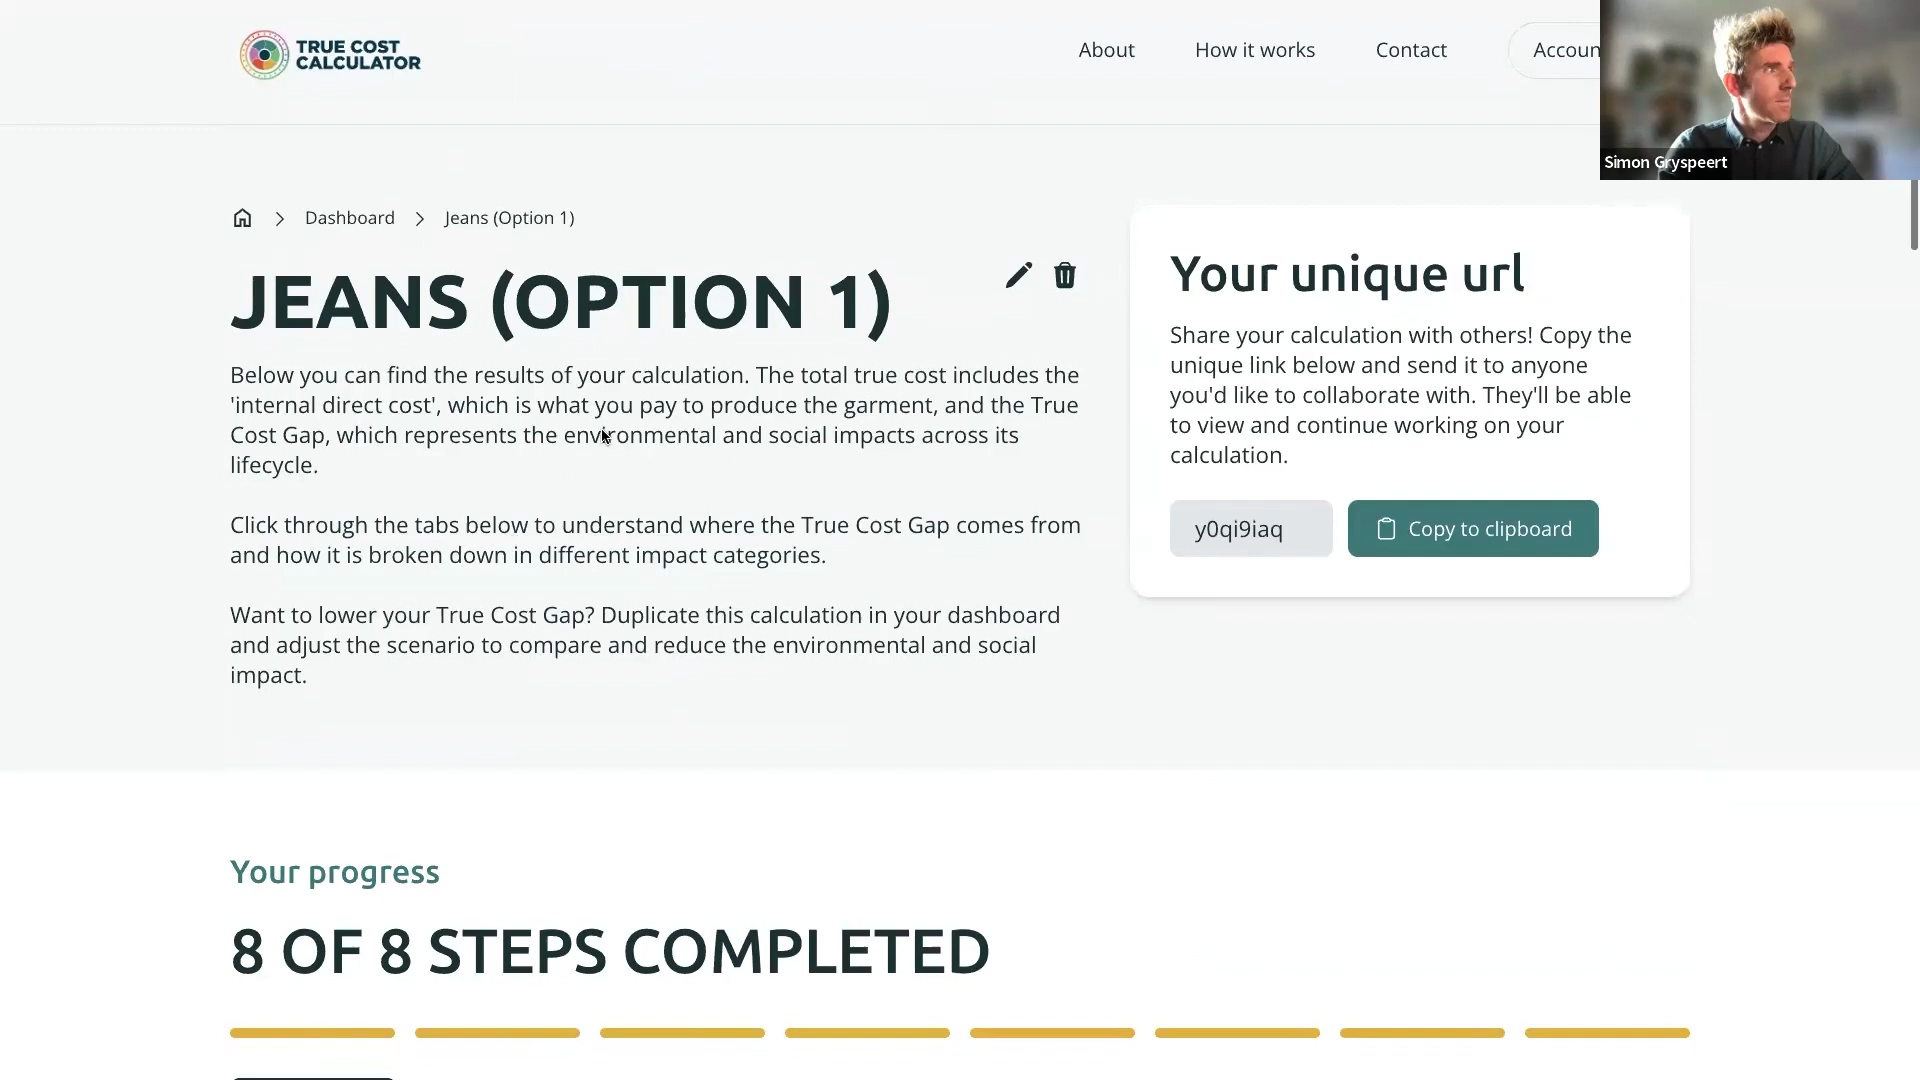 TRUE COST
CALCULATOR
About
How it works
Contact
Accoun
Simon Gryspeert
Dashboard
Jeans (Option 1)
JEANS (OPTION 1)
Below you can find the results of your calculation. The total true cost includes the
'internal direct cost', which is what you pay to produce the garment, and the True
Cost Gap, which represents the environmental and social impacts across its
lifecycle.
Click through the tabs below to understand where the True Cost Gap comes from
and how it is broken down in different impact categories.
Want to lower your True Cost Gap? Duplicate this calculation in your dashboard
and adjust the scenario to compare and reduce the environmental and social
impact.
Your unique url
Share your calculation with others! Copy the
unique link below and send it to anyone
you'd like to collaborate with. They'll be able
to view and continue working on your
calculation.
y0qi9iaq
Copy to clipboard
Your progress
8 OF 8 STEPS COMPLETED